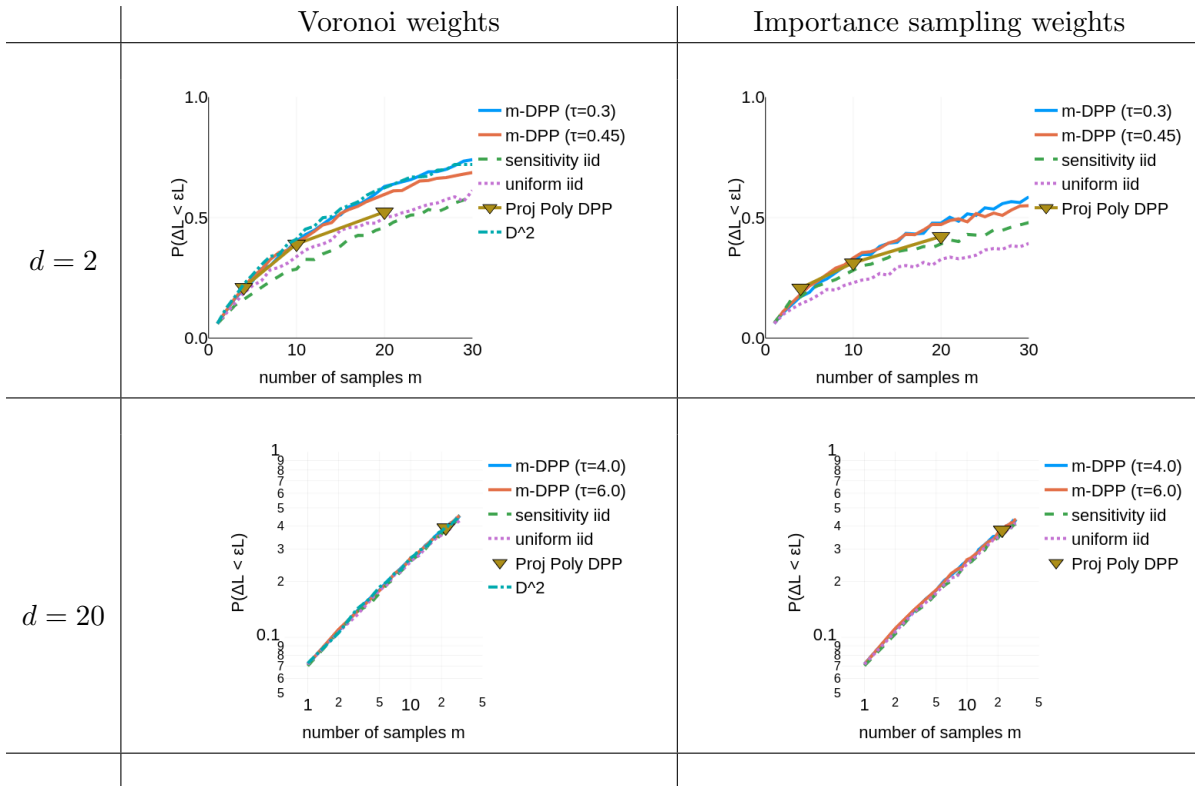 Voronoi weights
Importance sampling weights
d = 2
1.0
0.5
0.0
0
10
20
30
P(ΔL < εL)
number of samples m
m-DPP (τ=0.3)
m-DPP (τ=0.45)
sensitivity iid
uniform iid
Proj Poly DPP
D^2
1.0
0.5
0.0
0
10
20
30
P(ΔL < εL)
number of samples m
m-DPP (τ=0.3)
m-DPP (τ=0.45)
sensitivity iid
uniform iid
Proj Poly DPP
d = 20
1
9
8
7
6
5
4
3
2
0.1
9
8
7
6
5
1
2
5
10
2
5
P(ΔL < εL)
number of samples m
m-DPP (τ=4.0)
m-DPP (τ=6.0)
sensitivity iid
uniform iid
Proj Poly DPP
D^2
1
9
8
7
6
5
4
3
2
0.1
9
8
7
6
5
1
2
5
10
2
5
P(ΔL < εL)
number of samples m
m-DPP (τ=4.0)
m-DPP (τ=6.0)
sensitivity iid
uniform iid
Proj Poly DPP